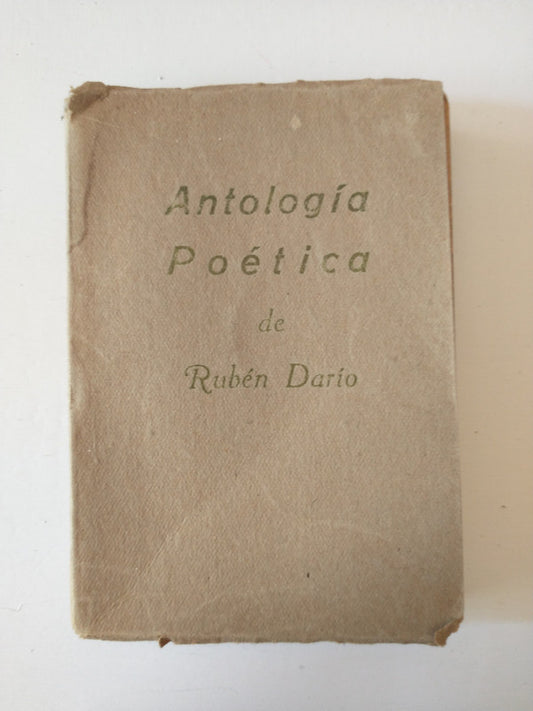 Antología
Poética
de
Rubén Darío